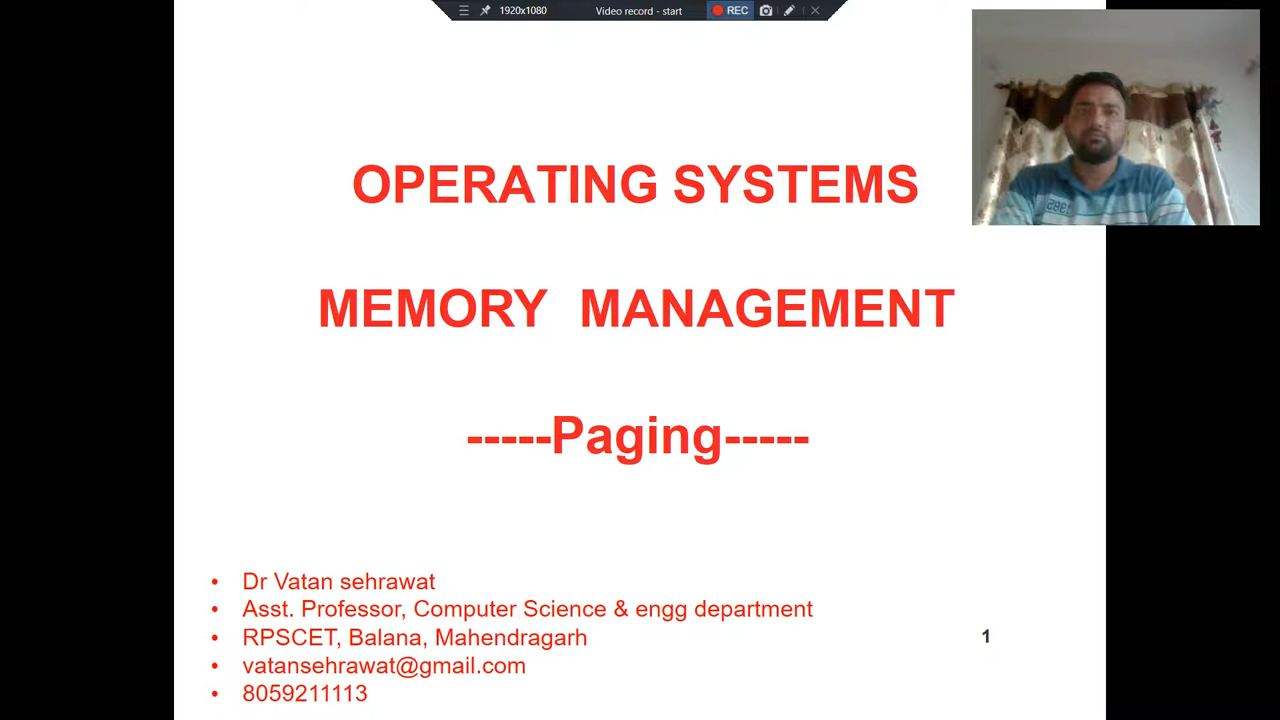 1920x1080 Video record - start REC
OPERATING SYSTEMS
MEMORY MANAGEMENT
-----Paging-----
• Dr Vatan sehrawat
• Asst. Professor, Computer Science & engg department
• RPSCET, Balana, Mahendragarh
1
• vatansehrawat@gmail.com
• 8059211113